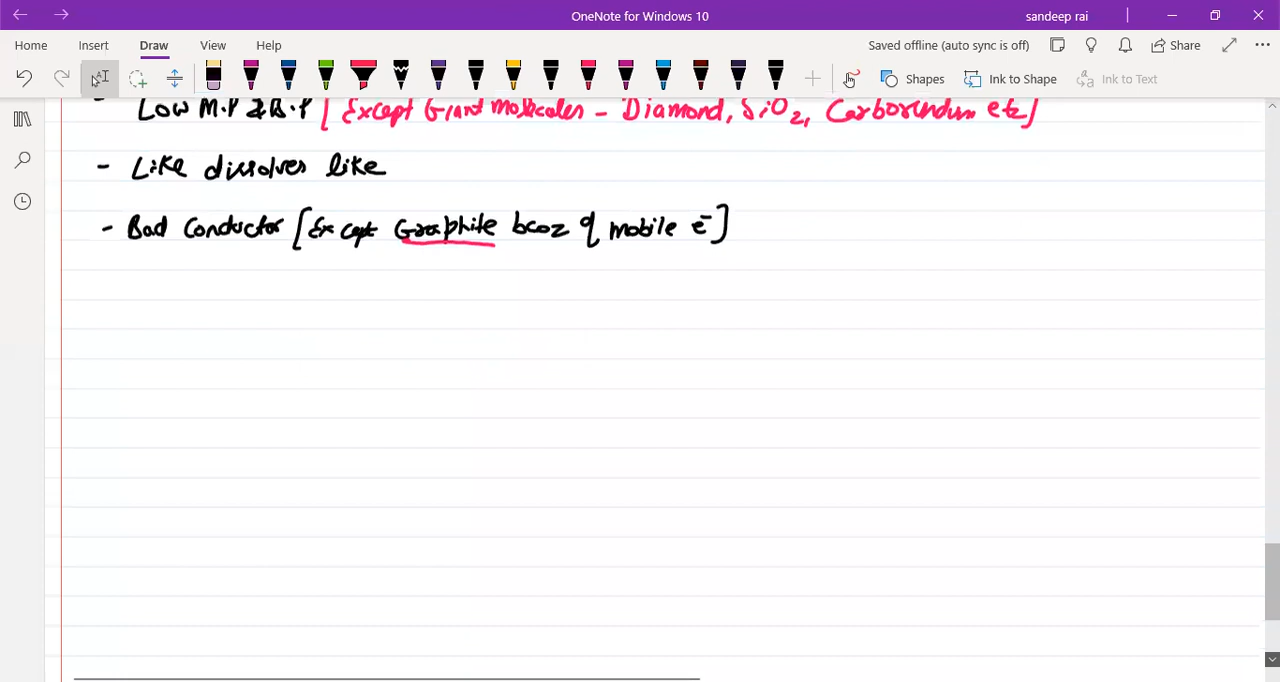 OneNote for Windows 10
sandeep rai
Home Insert Draw View Help
Saved offline (auto sync is off)
Share
Shapes
Ink to Shape
Ink to Text
- Low M.P & B.P [Except Giant molecules - Diamond, SiO₂, Carborundum etc]
- Like dissolves like
- Bad Conductor [Except Graphite bcoz of mobile e⁻]